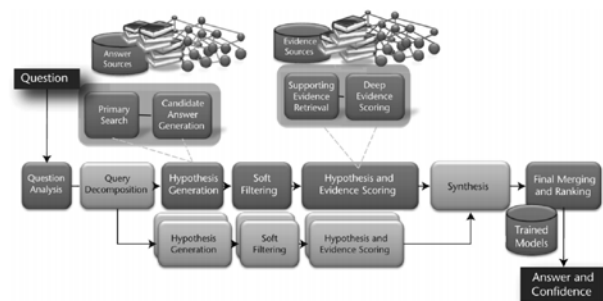 Answer
Sources
Evidence
Sources
Question
Primary
Search
Candidate
Answer
Generation
Supporting
Evidence
Retrieval
Deep
Evidence
Scoring
Question
Analysis
Query
Decomposition
Hypothesis
Generation
Soft
Filtering
Hypothesis and
Evidence Scoring
Synthesis
Final Merging
and Ranking
Trained
Models
Hypothesis
Generation
Soft
Filtering
Hypothesis and
Evidence Scoring
Answer and
Confidence